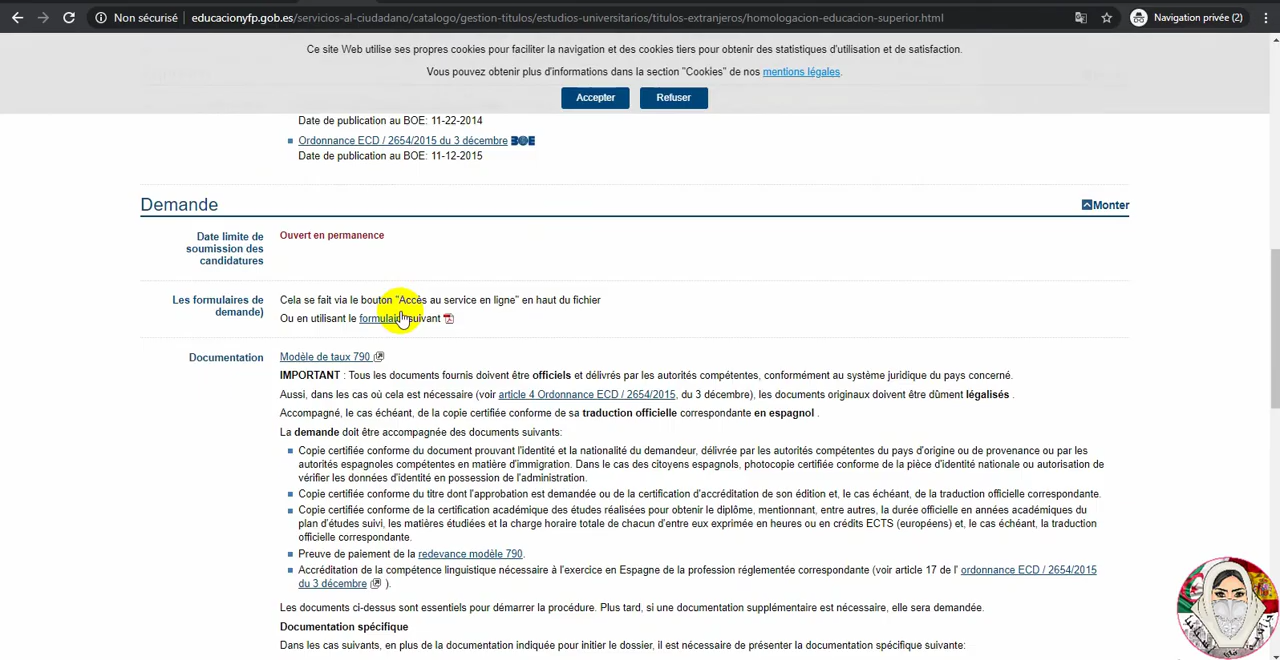 Non sécurisé educacionyfp.gob.es/servicios-al-ciudadano/catalogo/gestion-titulos/estudios-universitarios/titulos-extranjeros/homologacion-educacion-superior.html Navigation privée (2)
Ce site Web utilise ses propres cookies pour faciliter la navigation et des cookies tiers pour obtenir des statistiques d'utilisation et de satisfaction.
Vous pouvez obtenir plus d'informations dans la section "Cookies" de nos mentions légales.
Accepter Refuser
Date de publication au BOE: 11-22-2014
Ordonnance ECD / 2654/2015 du 3 décembre BOE
Date de publication au BOE: 11-12-2015
Demande Monter
Date limite de Ouvert en permanence
soumission des
candidatures
Les formulaires de Cela se fait via le bouton "Accès au service en ligne" en haut du fichier
demande)
Ou en utilisant le formulaire suivant
Documentation Modèle de taux 790
IMPORTANT : Tous les documents fournis doivent être officiels et délivrés par les autorités compétentes, conformément au système juridique du pays concerné.
Aussi, dans les cas où cela est nécessaire (voir article 4 Ordonnance ECD / 2654/2015, du 3 décembre), les documents originaux doivent être dûment légalisés .
Accompagné, le cas échéant, de la copie certifiée conforme de sa traduction officielle correspondante en espagnol .
La demande doit être accompagnée des documents suivants:
Copie certifiée conforme du document prouvant l'identité et la nationalité du demandeur, délivrée par les autorités compétentes du pays d'origine ou de provenance ou par les
autorités espagnoles compétentes en matière d'immigration. Dans le cas des citoyens espagnols, photocopie certifiée conforme de la pièce d'identité nationale ou autorisation de
vérifier les données d'identité en possession de l'administration.
Copie certifiée conforme du titre dont l'approbation est demandée ou de la certification d'accréditation de son édition et, le cas échéant, de la traduction officielle correspondante.
Copie certifiée conforme de la certification académique des études réalisées pour obtenir le diplôme, mentionnant, entre autres, la durée officielle en années académiques du
plan d'études suivi, les matières étudiées et la charge horaire totale de chacun d'entre eux exprimée en heures ou en crédits ECTS (européens) et, le cas échéant, la traduction
officielle correspondante.
Preuve de paiement de la redevance modèle 790.
Accréditation de la compétence linguistique nécessaire à l'exercice en Espagne de la profession réglementée correspondante (voir article 17 de l' ordonnance ECD / 2654/2015
du 3 décembre ).
Les documents ci-dessus sont essentiels pour démarrer la procédure. Plus tard, si une documentation supplémentaire est nécessaire, elle sera demandée.
Documentation spécifique
Dans les cas suivants, en plus de la documentation indiquée pour initier le dossier, il est nécessaire de présenter la documentation spécifique suivante: